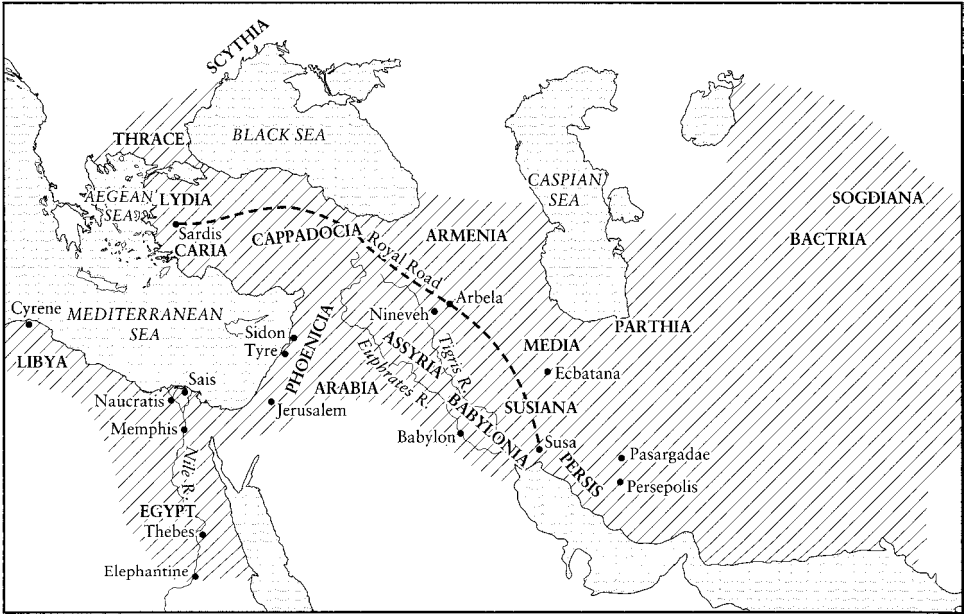 SCYTHIA
THRACE
BLACK SEA
CASPIAN
SEA
SOGDIANA
AEGEAN
SEA
LYDIA
Sardis
CARIA
CAPPADOCIA
Royal Road
ARMENIA
BACTRIA
Cyrene
MEDITERRANEAN
SEA
Arbela
Nineveh
PARTHIA
Sidon
Tyre
PHOENICIA
ASSYRIA
Tigris R.
MEDIA
Ecbatana
LIBYA
Sais
Naucratis
ARABIA
Euphrates R.
Jerusalem
BABYLONIA
SUSIANA
Memphis
Babylon
Susa
Nile R.
PERSIS
Pasargadae
Persepolis
EGYPT
Thebes
Elephantine